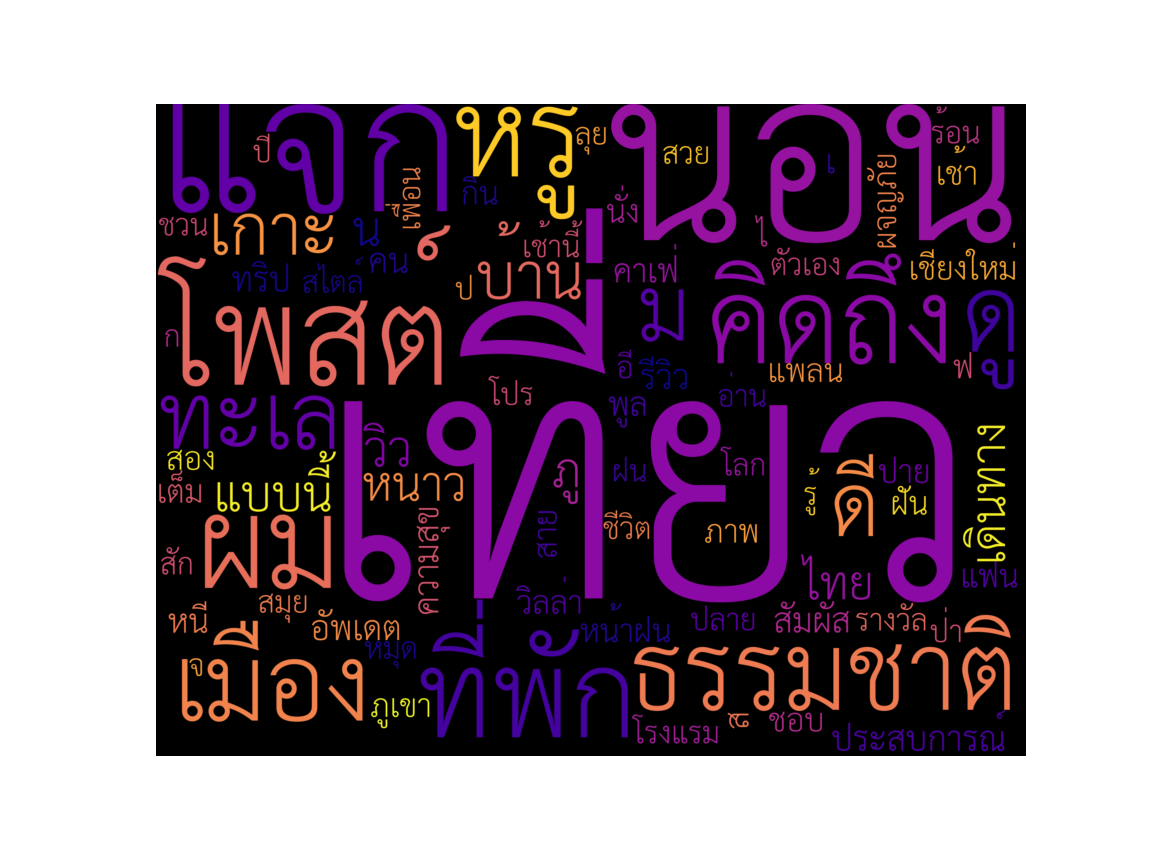 แจก
หรู
ลุย
นอน
ร้อน
ปี
สวย
เ
เช้า
เพื่อน
กิน
ผจญภัย
นั่ง
ชวน
เกาะ
น
เช้านี้
ไ
คน
บ้าน
คาเฟ่
ตัวเอง
เชียงใหม่
ทริป
สไตล์
ป
โพสต์
ม
คิดถึง
ดู
ก
อี
รีวิว
แพลน
ฟ
โปร
อ่าน
ทะเล
พูล
เที่ยว
วิว
สอง
ภู
ฝน
โลก
ปาย
เดินทาง
เต็ม
แบบนี้
หนาว
รู้
ดี
ฝัน
ผม
ความสุข
สาย
ชีวิต
ภาพ
สัก
ไทย
แฟน
หนี
สมุย
อัพเดต
วิลล่า
หน้าฝน
ปลาย
สัมผัส
รางวัล
ป่า
เมือง
จ
หมุด
ที่พัก
ธรรมชาติ
ภูเขา
โรงแรม
ชอบ
ประสบการณ์